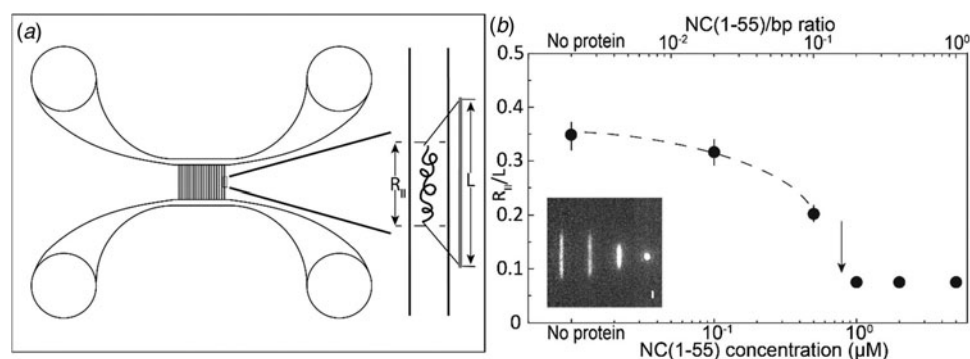 (a)
R||
L
(b)
NC(1-55)/bp ratio
No protein 10⁻² 10⁻¹ 10⁰
0.5
0.4
0.3
0.2
0.1
0
R||/L
No protein 10⁻¹ 10⁰
NC(1-55) concentration (µM)